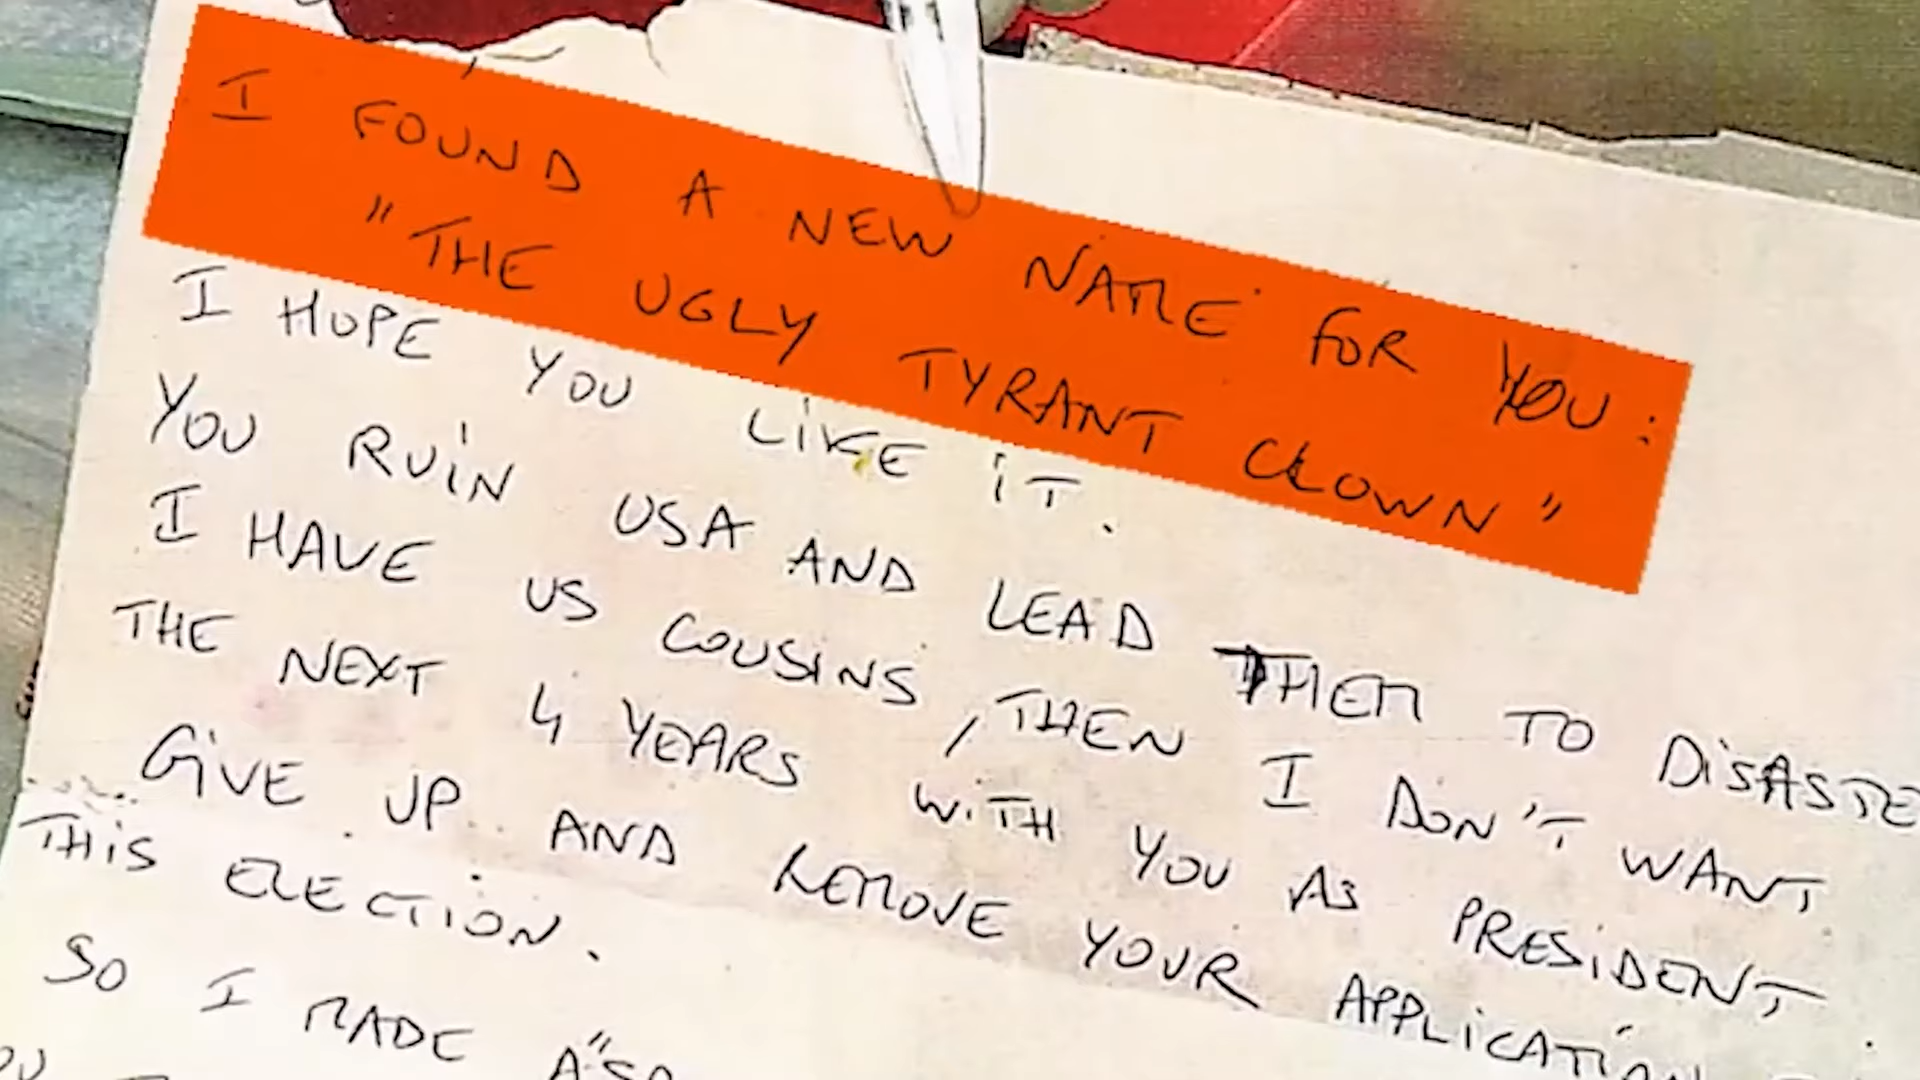 I FOUND A NEW NAME FOR YOU:
"THE UGLY TYRANT CLOWN"
I HOPE YOU LIKE IT.
YOU RUIN USA AND LEAD THEM TO DISASTE
I HAVE US COUSINS, THEN I DON'T WANT
THE NEXT 4 YEARS WITH YOU AS PRESIDENT.
GIVE UP AND REMOVE YOUR APPLICATION
THIS ELECTION.
SO I MADE A "SP